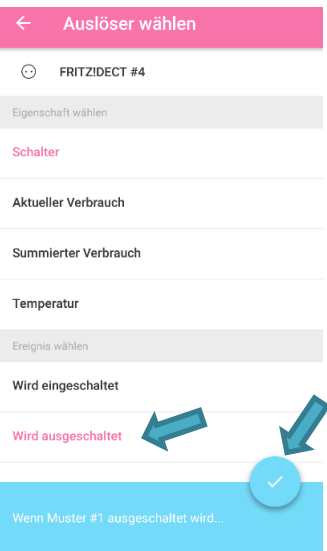 Auslöser wählen
FRITZ!DECT #4
Eigenschaft wählen
Schalter
Aktueller Verbrauch
Summierter Verbrauch
Temperatur
Ereignis wählen
Wird eingeschaltet
Wird ausgeschaltet
Wenn Muster #1 ausgeschaltet wird...